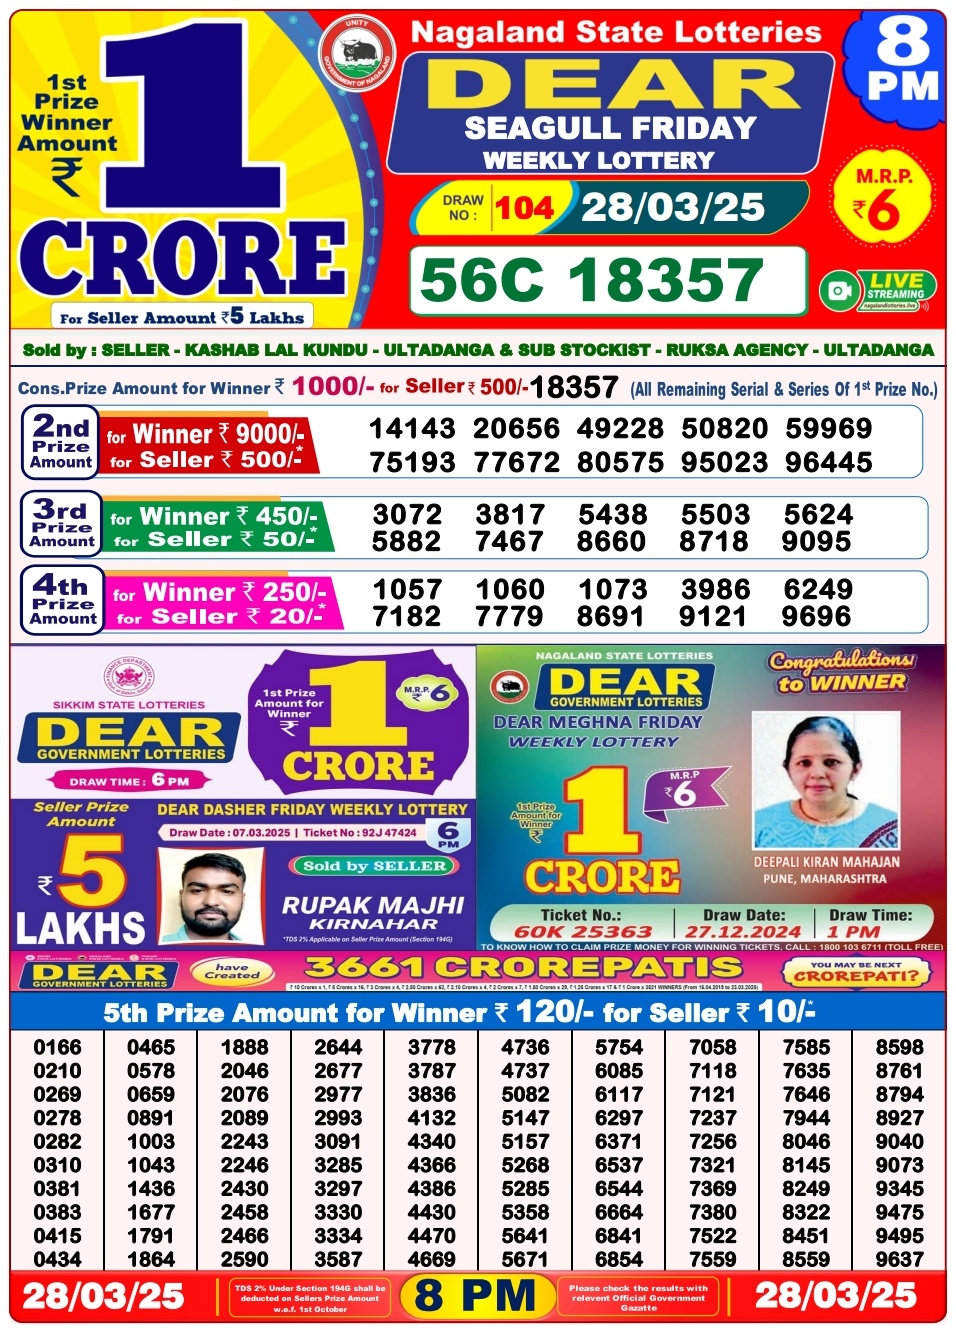 1st
Prize
Winner
Amount
₹
1
CRORE
For Seller Amount ₹5 Lakhs
UNITY
GOVERNMENT OF NAGALAND
Nagaland State Lotteries
DEAR
SEAGULL FRIDAY
WEEKLY LOTTERY
8
PM
DRAW
NO :
104
28/03/25
M.R.P.
₹6
56C 18357
LIVE
STREAMING
nagalandlotteries.live
Sold by : SELLER - KASHAB LAL KUNDU - ULTADANGA & SUB STOCKIST - RUKSA AGENCY - ULTADANGA
Cons.Prize Amount for Winner ₹ 1000/- for Seller ₹ 500/- 18357 (All Remaining Serial & Series Of 1st Prize No.)
2nd
Prize
Amount
for Winner ₹ 9000/-
for Seller ₹ 500/-*
14143 20656 49228 50820 59969
75193 77672 80575 95023 96445
3rd
Prize
Amount
for Winner ₹ 450/-
for Seller ₹ 50/-*
3072 3817 5438 5503 5624
5882 7467 8660 8718 9095
4th
Prize
Amount
for Winner ₹ 250/-
for Seller ₹ 20/-*
1057 1060 1073 3986 6249
7182 7779 8691 9121 9696
SIKKIM STATE LOTTERIES
DEAR
GOVERNMENT LOTTERIES
DRAW TIME : 6 PM
1st Prize
Amount for
Winner
₹
1
CRORE
M.R.P
₹ 6
Seller Prize
Amount
₹5
LAKHS
DEAR DASHER FRIDAY WEEKLY LOTTERY
Draw Date : 07.03.2025 | Ticket No : 92J 47424
6
PM
Sold by SELLER
RUPAK MAJHI
KIRNAHAR
*TDS 2% Applicable on Seller Prize Amount (Section 194G)
NAGALAND STATE LOTTERIES
DEAR
GOVERNMENT LOTTERIES
DEAR MEGHNA FRIDAY
WEEKLY LOTTERY
1st Prize
Amount for
Winner
₹
1
CRORE
M.R.P
₹6
Congratulations
to WINNER
DEEPALI KIRAN MAHAJAN
PUNE, MAHARASHTRA
Ticket No.: Draw Date: Draw Time:
60K 25363 27.12.2024 1 PM
TO KNOW HOW TO CLAIM PRIZE MONEY FOR WINNING TICKETS, CALL : 1800 103 6711 (TOLL FREE)
DEAR
GOVERNMENT LOTTERIES
have
Created
3661 CROREPATIS
YOU MAY BE NEXT
CROREPATI?
5th Prize Amount for Winner ₹ 120/- for Seller ₹ 10/-*
0166 0465 1888 2644 3778 4736 5754 7058 7585 8598
0210 0578 2046 2677 3787 4737 6085 7118 7635 8761
0269 0659 2076 2977 3836 5082 6117 7121 7646 8794
0278 0891 2089 2993 4132 5147 6297 7237 7944 8927
0282 1003 2243 3091 4340 5157 6371 7256 8046 9040
0310 1043 2246 3285 4366 5268 6537 7321 8145 9073
0381 1436 2430 3297 4386 5285 6544 7369 8249 9345
0383 1677 2458 3330 4430 5358 6664 7380 8322 9475
0415 1791 2466 3334 4470 5641 6841 7522 8451 9495
0434 1864 2590 3587 4669 5671 6854 7559 8559 9637
28/03/25
TDS 2% Under Section 194G shall be
deducted on Sellers Prize Amount
w.e.f. 1st October
8 PM
Please check the results with
relevent Official Government
Gazatte
28/03/25